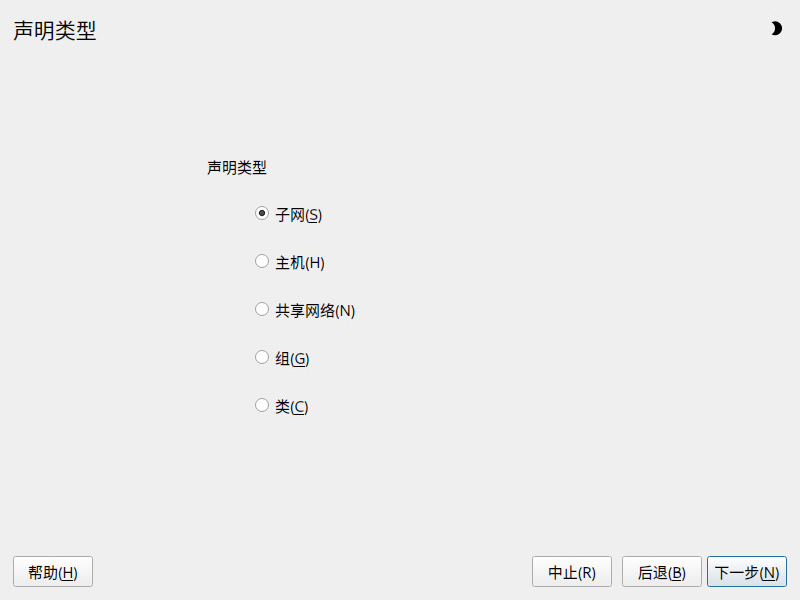 声明类型
声明类型
子网(S)
主机(H)
共享网络(N)
组(G)
类(C)
帮助(H)
中止(R)
后退(B)
下一步(N)